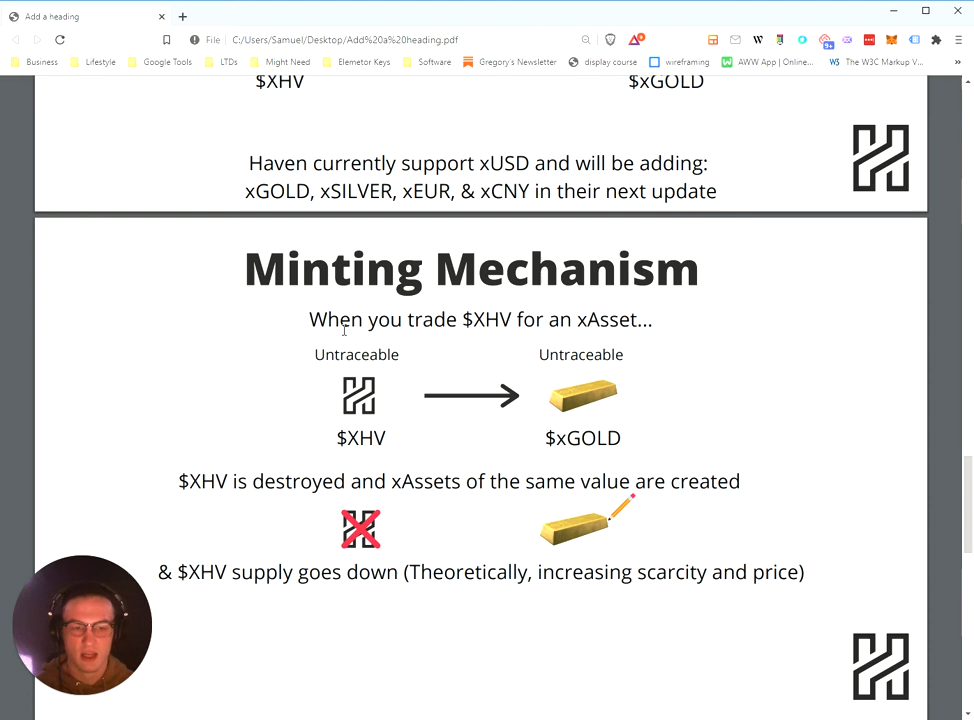 Add a heading
File
C:/Users/Samuel/Desktop/Add%20a%20heading.pdf
9+
Business
Lifestyle
Google Tools
LTDs
Might Need
Elemetor Keys
Software
Gregory's Newsletter
display course
wireframing
AWW App | Online...
The W3C Markup V...
$XHV
$xGOLD
Haven currently support xUSD and will be adding:
xGOLD, xSILVER, xEUR, & xCNY in their next update
Minting Mechanism
When you trade $XHV for an xAsset...
Untraceable
Untraceable
$XHV
$xGOLD
$XHV is destroyed and xAssets of the same value are created
& $XHV supply goes down (Theoretically, increasing scarcity and price)